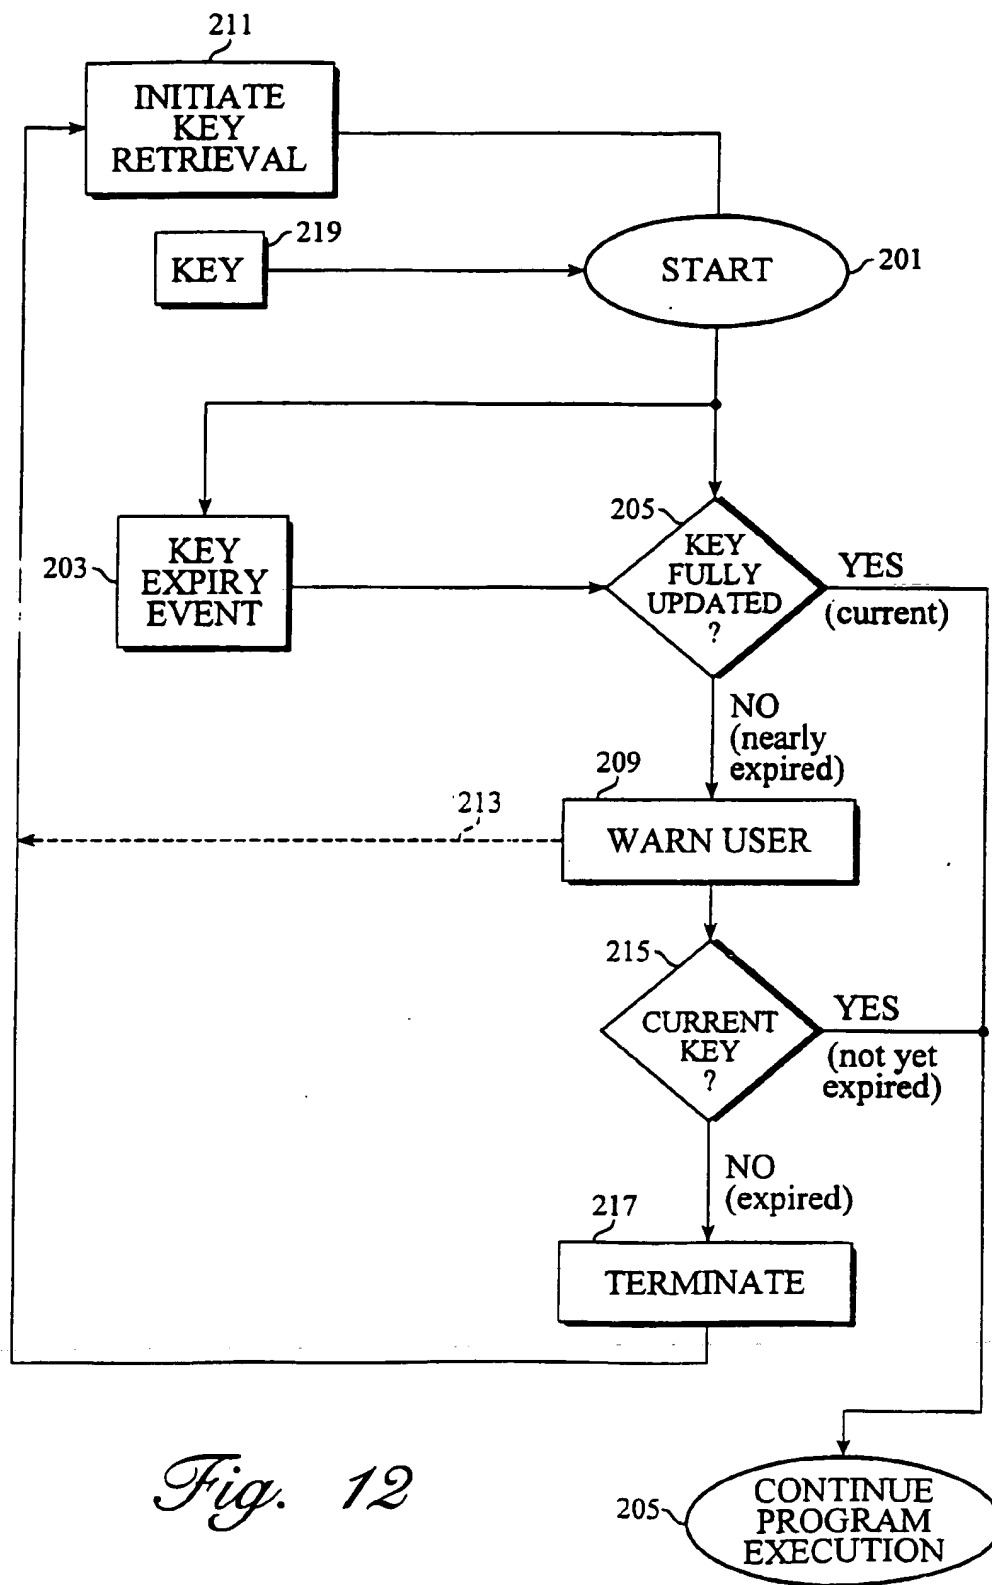 211
INITIATE
KEY
RETRIEVAL
219
KEY
START
201
205
KEY
FULLY
UPDATED
?
YES
(current)
203
KEY
EXPIRY
EVENT
NO
(nearly
expired)
209
213
WARN USER
215
CURRENT
KEY
?
YES
(not yet
expired)
NO
(expired)
217
TERMINATE
Fig. 12
205
CONTINUE
PROGRAM
EXECUTION